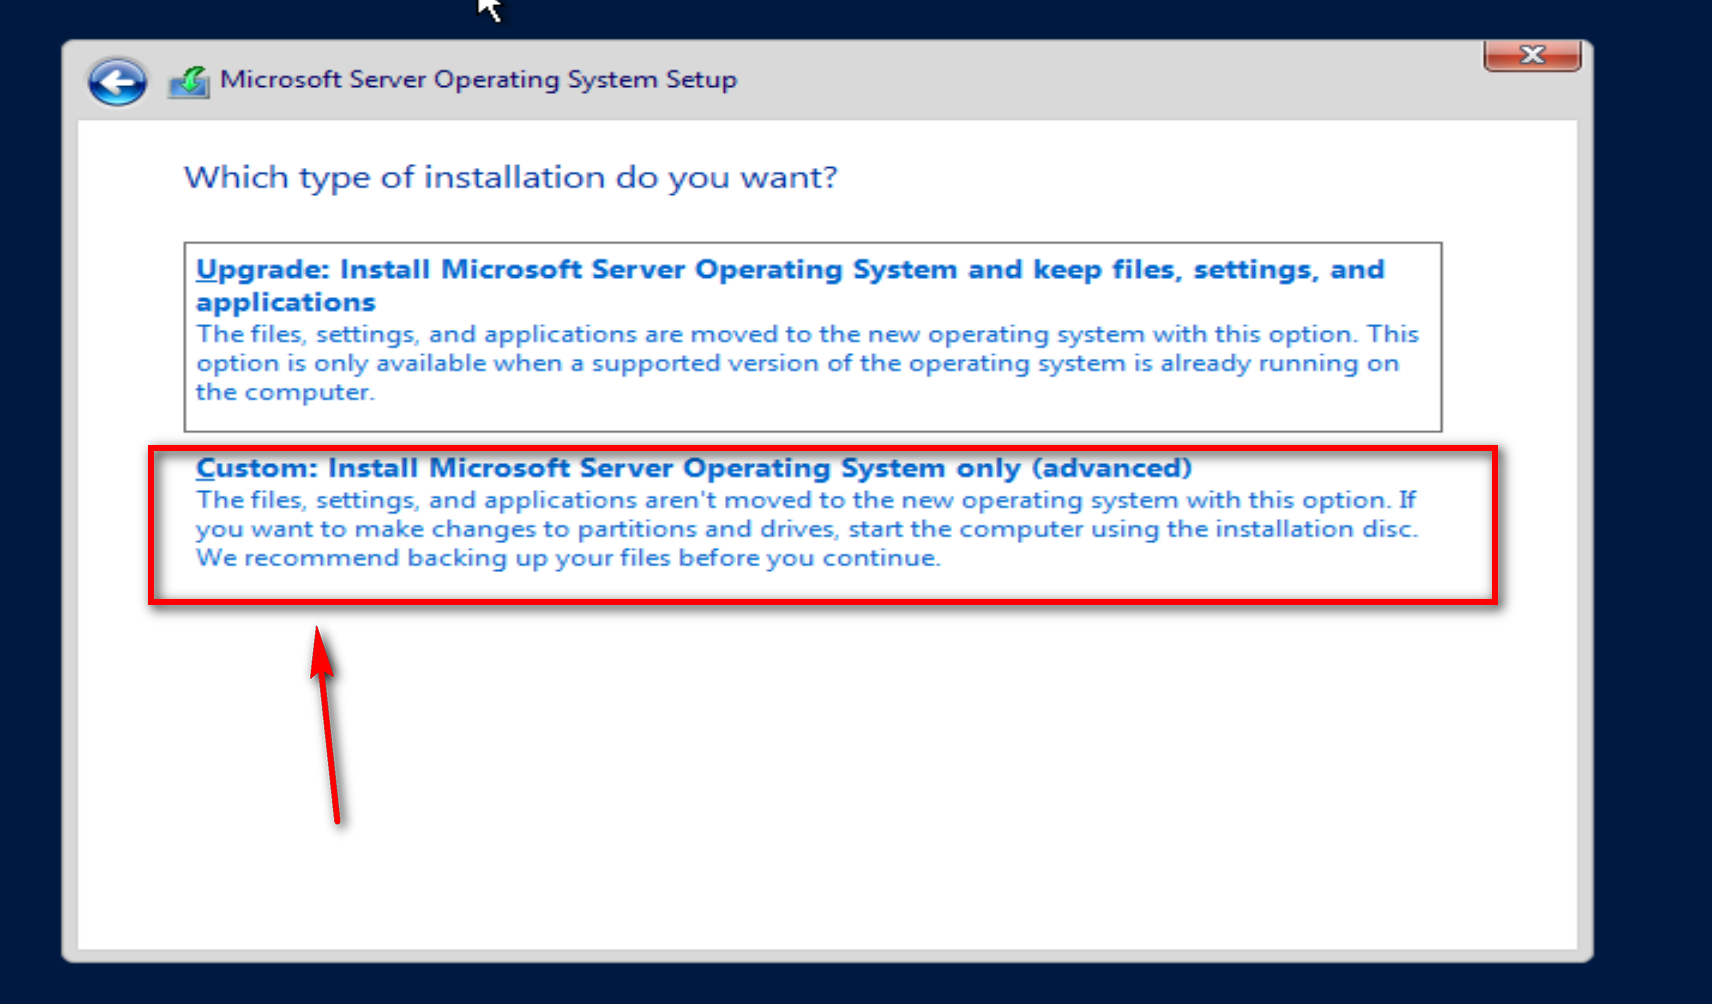 Microsoft Server Operating System Setup
Which type of installation do you want?
Upgrade: Install Microsoft Server Operating System and keep files, settings, and
applications
The files, settings, and applications are moved to the new operating system with this option. This
option is only available when a supported version of the operating system is already running on
the computer.
Custom: Install Microsoft Server Operating System only (advanced)
The files, settings, and applications aren't moved to the new operating system with this option. If
you want to make changes to partitions and drives, start the computer using the installation disc.
We recommend backing up your files before you continue.